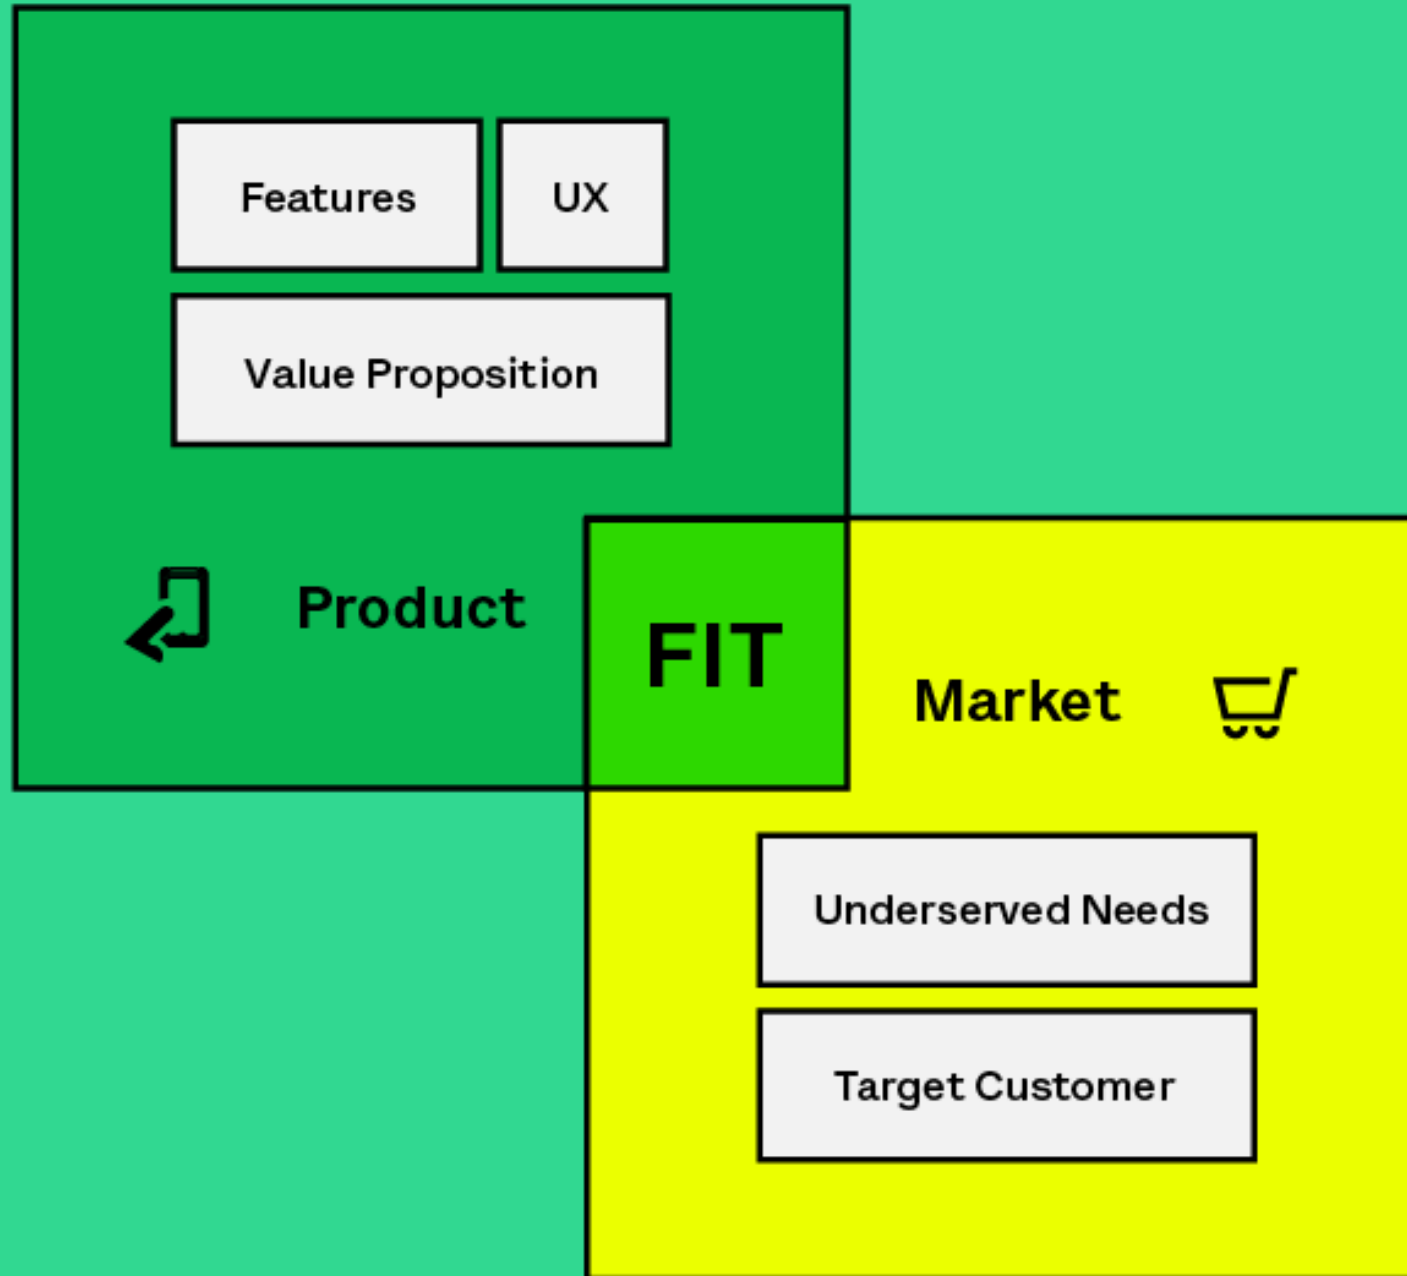 Features
UX
Value Proposition
Product
FIT
Market
Underserved Needs
Target Customer